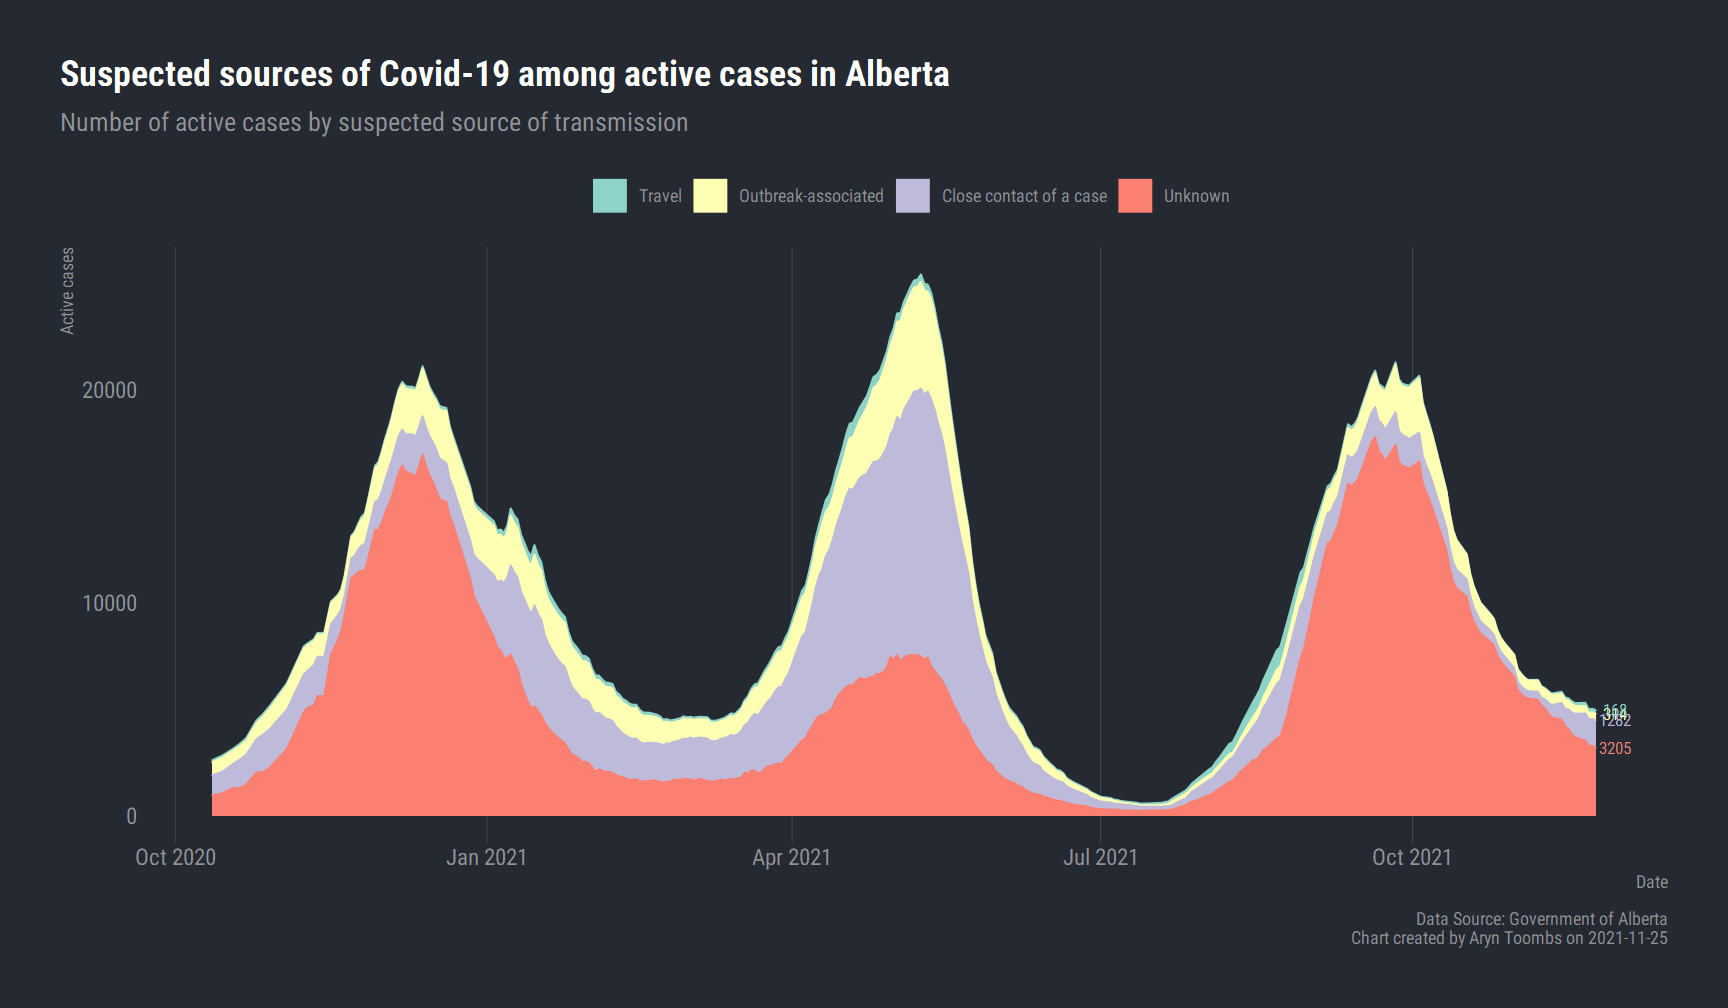 Suspected sources of Covid-19 among active cases in Alberta
Number of active cases by suspected source of transmission
Travel
Outbreak-associated
Close contact of a case
Unknown
Active cases
20000
10000
0
1282
3205
Oct 2020
Jan 2021
Apr 2021
Jul 2021
Oct 2021
Date
Data Source: Government of Alberta
Chart created by Aryn Toombs on 2021-11-25